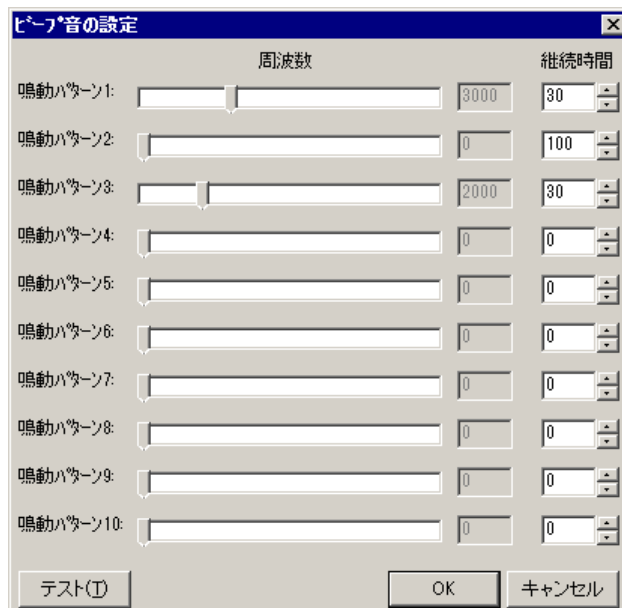 ビープ音の設定
周波数 継続時間
鳴動パターン1: 3000 30
鳴動パターン2: 0 100
鳴動パターン3: 2000 30
鳴動パターン4: 0 0
鳴動パターン5: 0 0
鳴動パターン6: 0 0
鳴動パターン7: 0 0
鳴動パターン8: 0 0
鳴動パターン9: 0 0
鳴動パターン10: 0 0
テスト(T) OK キャンセル